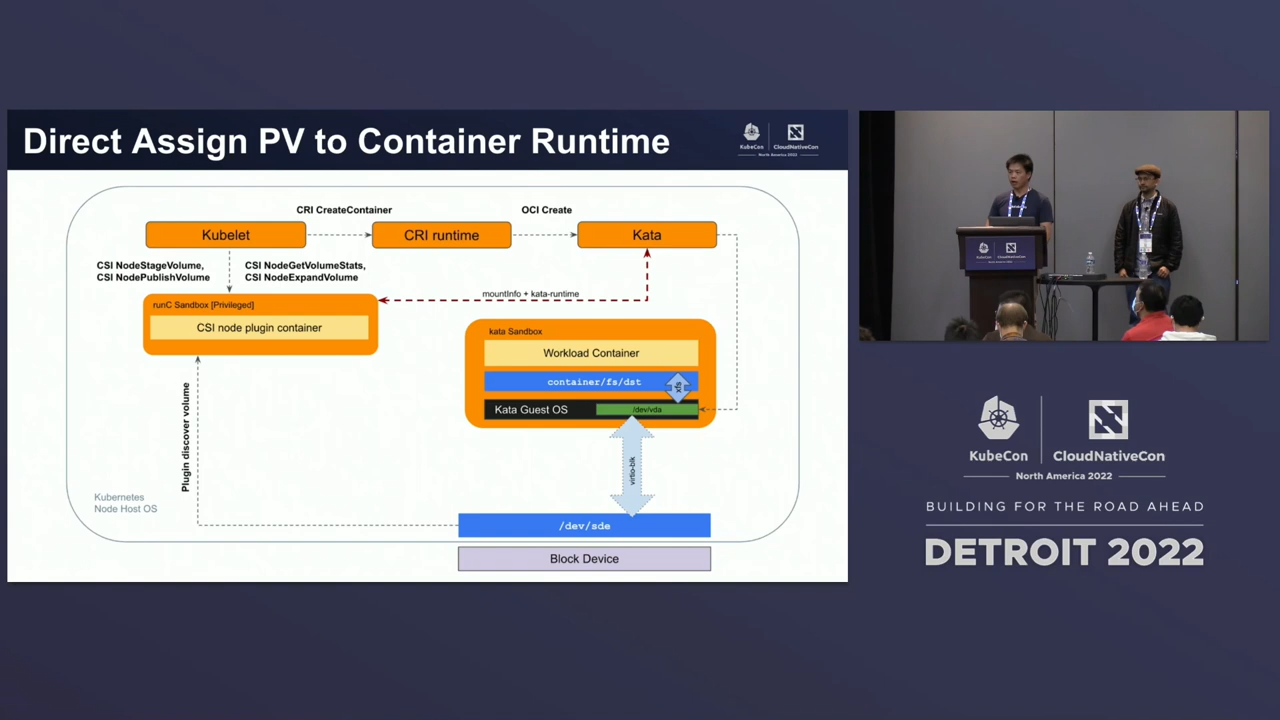 Direct Assign PV to Container Runtime
KubeCon
CloudNativeCon
North America 2022
CRI CreateContainer
OCI Create
Kubelet
CRI runtime
Kata
CSI NodeStageVolume,
CSI NodePublishVolume
CSI NodeGetVolumeStats,
CSI NodeExpandVolume
mountInfo + kata-runtime
runC Sandbox [Privileged]
CSI node plugin container
kata Sandbox
Workload Container
container/fs/dst
xfs
Kata Guest OS
/dev/vda
virtio-blk
Plugin discover volume
Kubernetes
Node Host OS
/dev/sde
Block Device
KubeCon
CloudNativeCon
North America 2022
BUILDING FOR THE ROAD AHEAD
DETROIT 2022